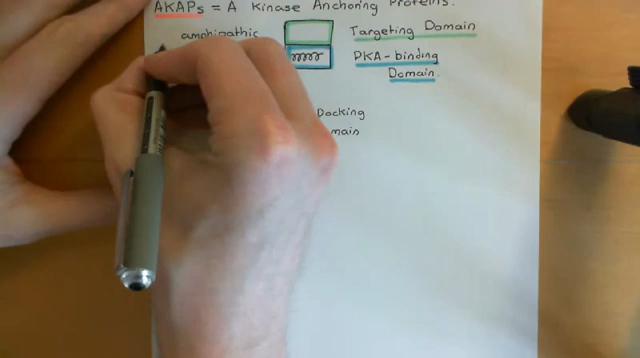 AKAPs = A Kinase Anchoring Proteins.
amphipathic Targeting Domain
PKA-binding
Domain.
Docking
main